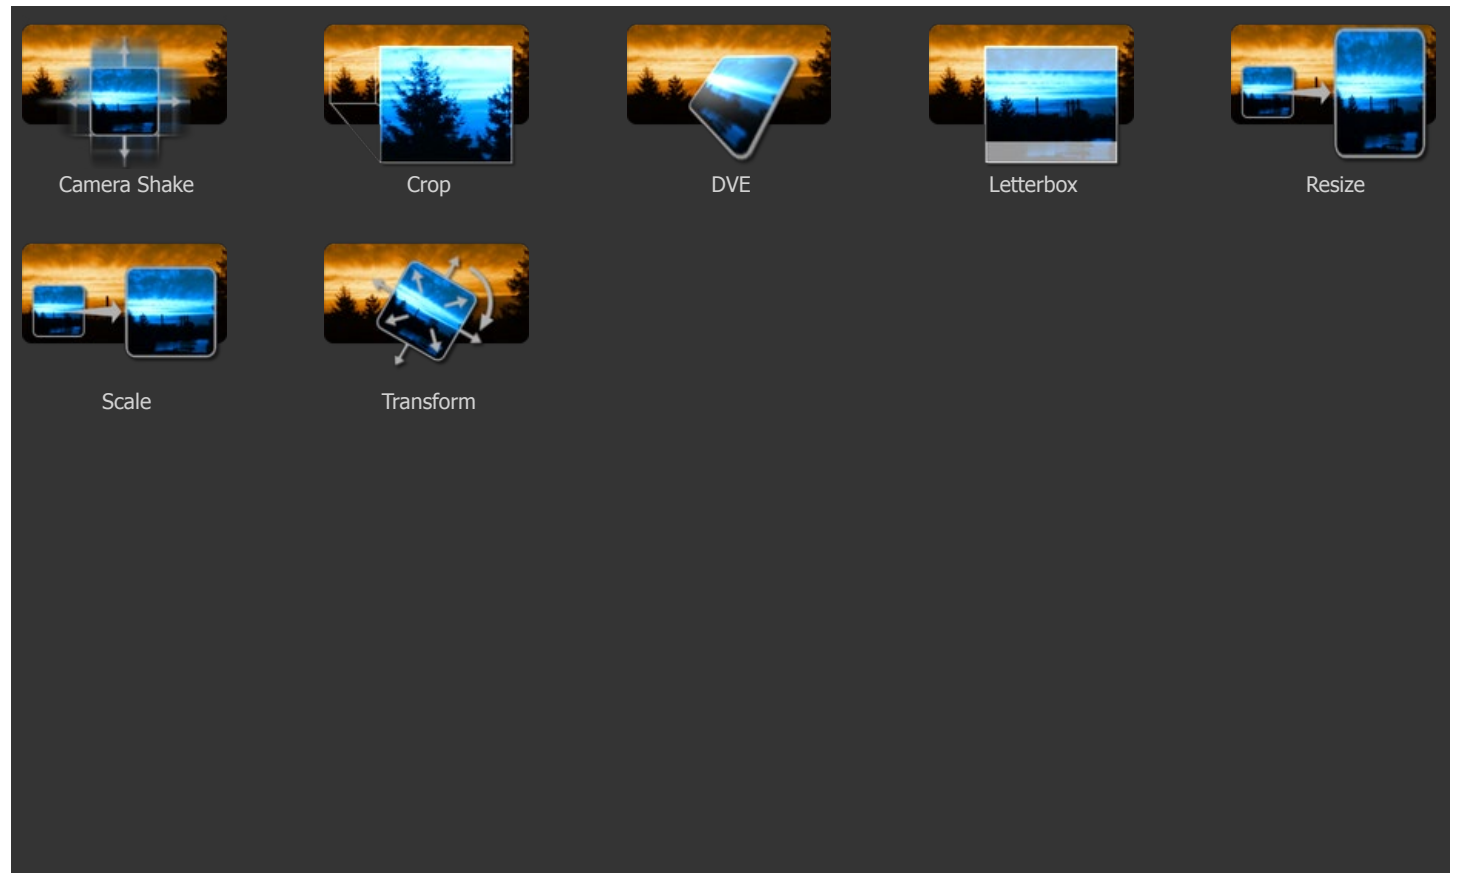 Camera Shake
Crop
DVE
Letterbox
Resize
Scale
Transform